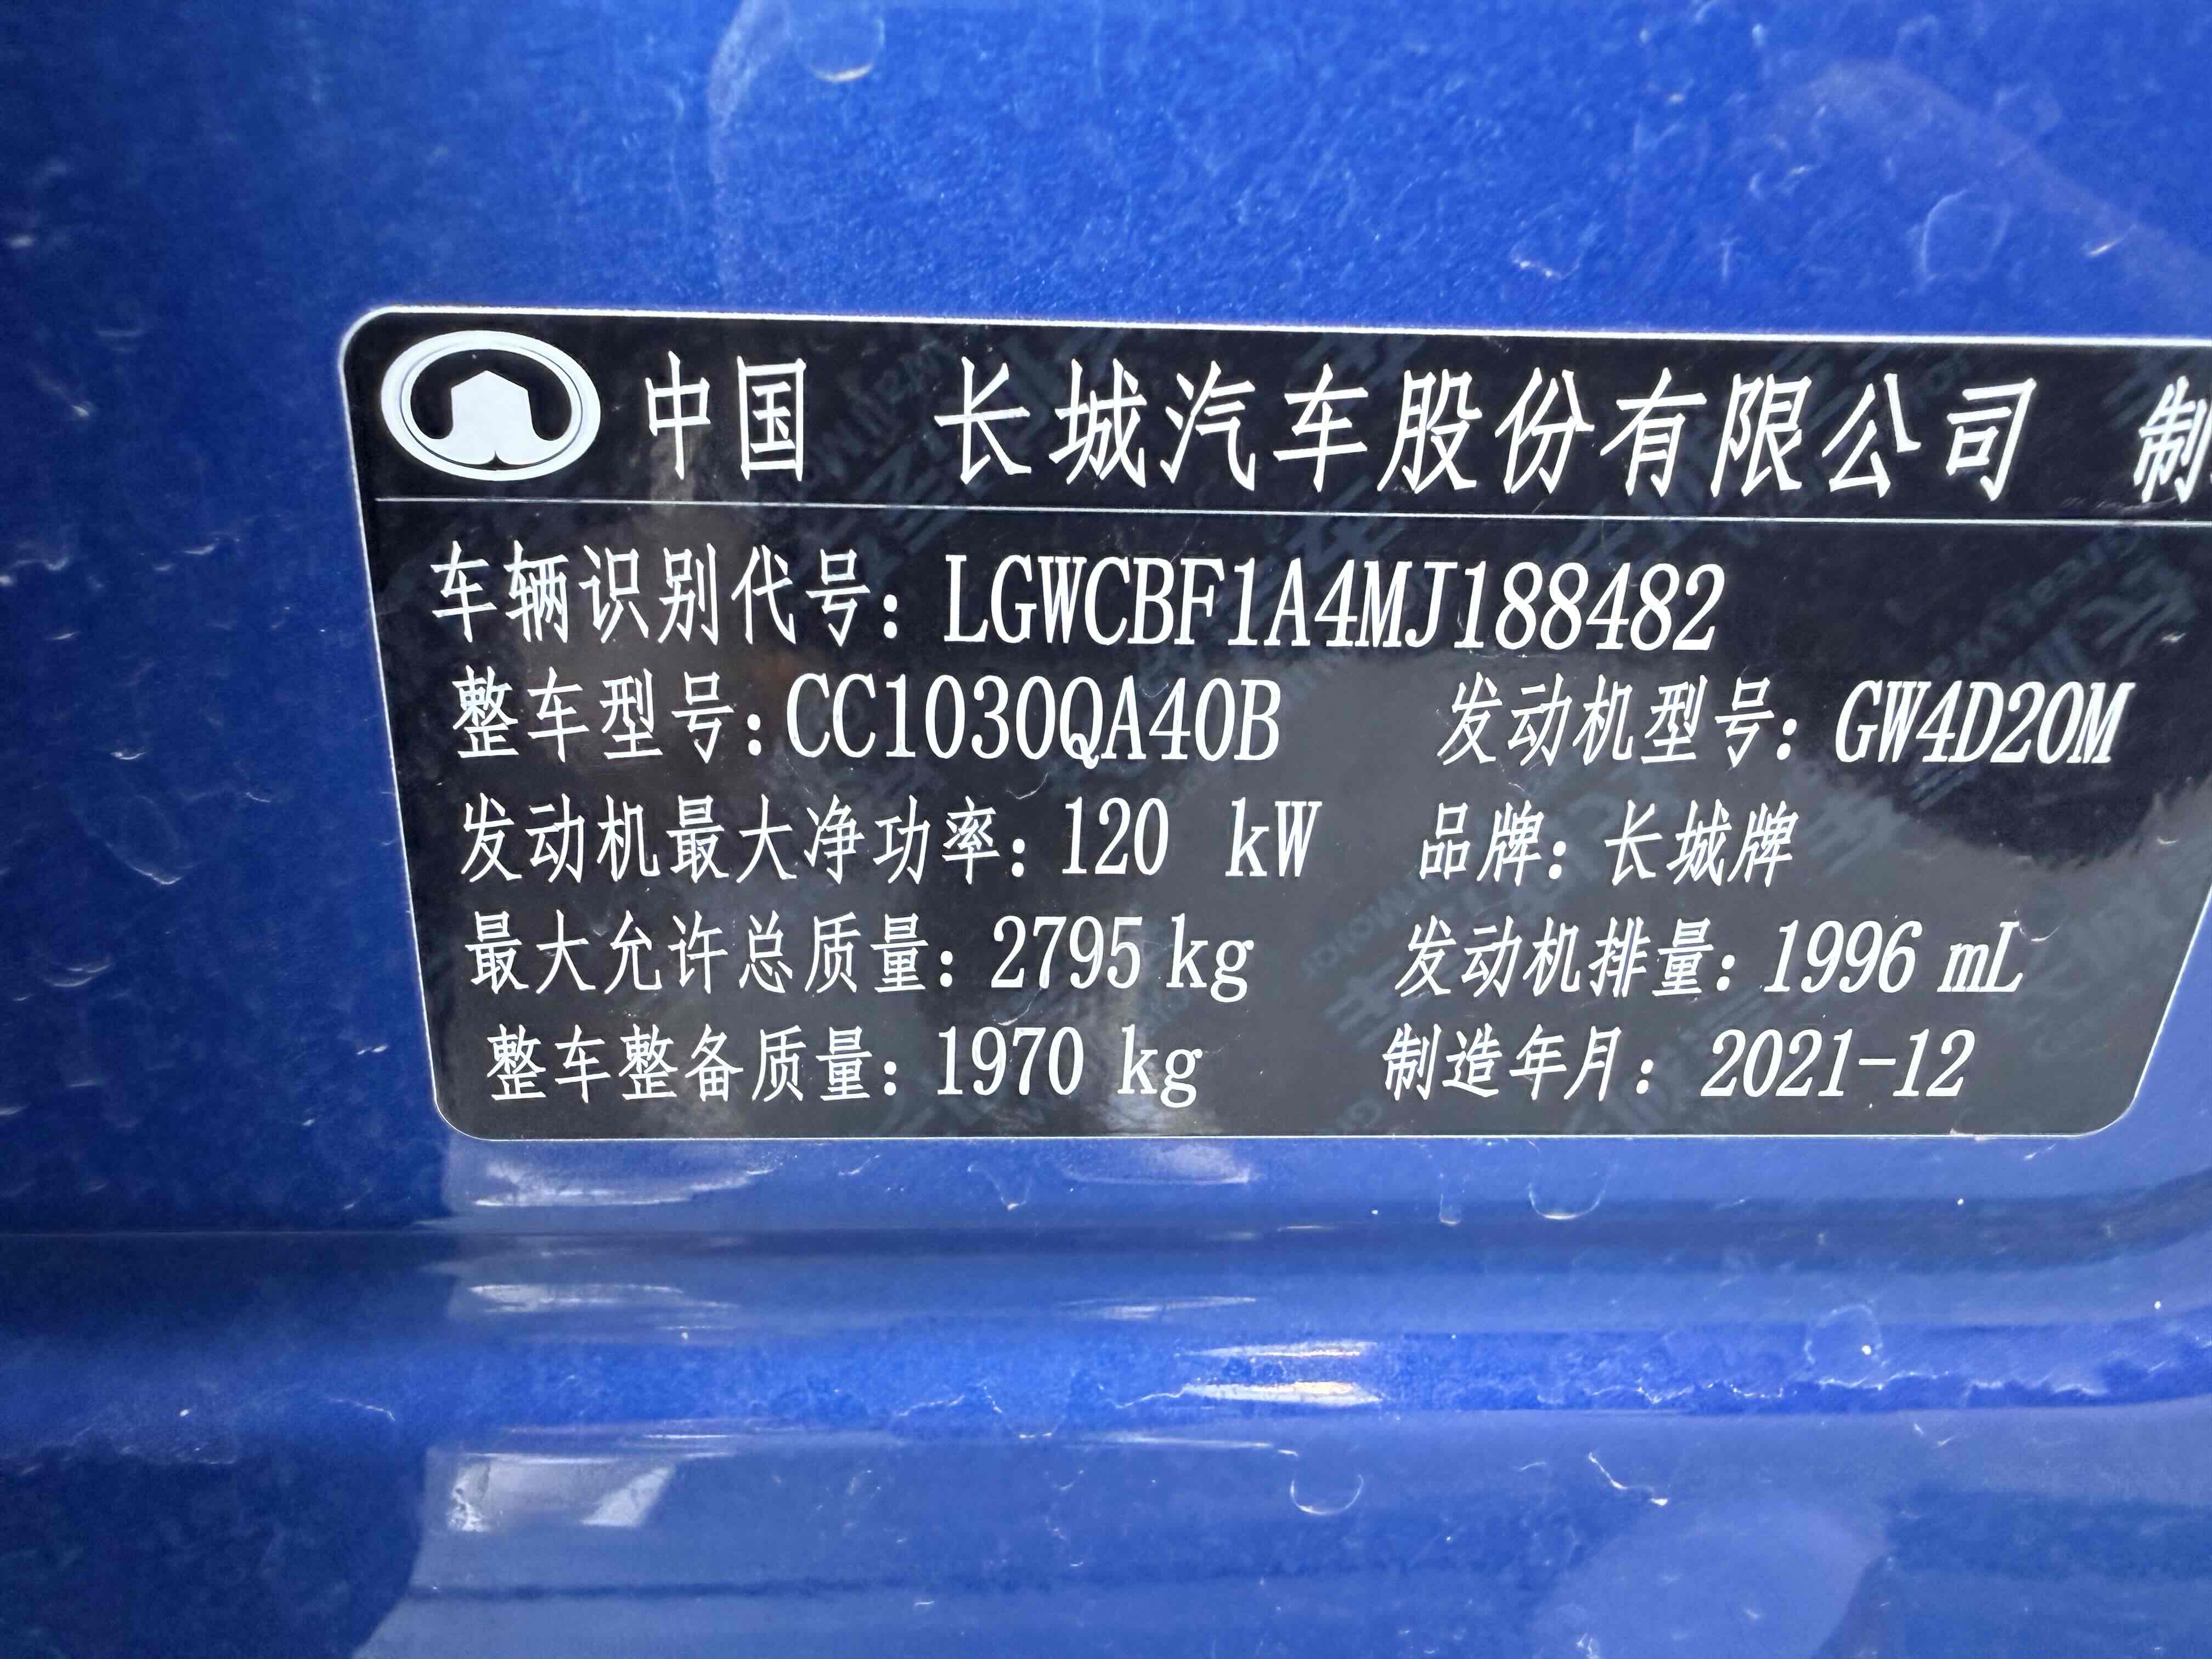 中国 长城汽车股份有限公司 制
车辆识别代号：LGWCBF1A4MJ188482
整车型号：CC1030QA40B 发动机型号：GW4D20M
发动机最大净功率：120 kW 品牌：长城牌
最大允许总质量：2795 kg 发动机排量：1996 mL
整车整备质量：1970 kg 制造年月：2021-12